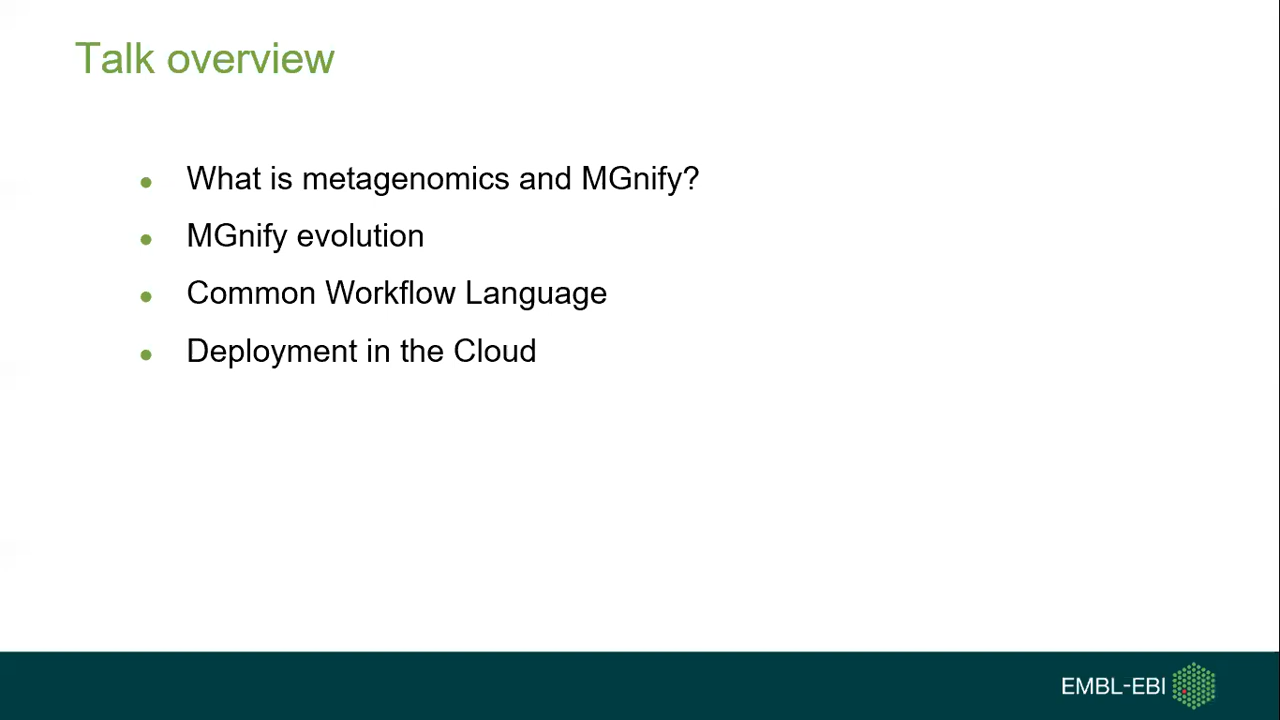 Talk overview
What is metagenomics and MGnify?
MGnify evolution
Common Workflow Language
Deployment in the Cloud
EMBL-EBI